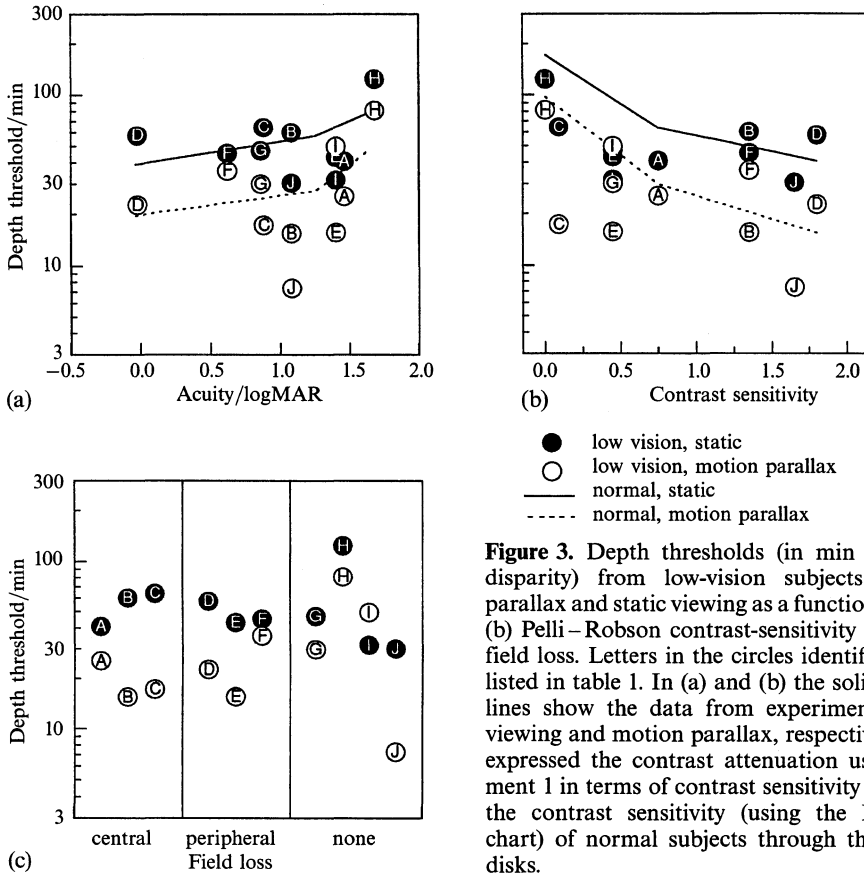 300
100
30
10
3
Depth threshold/min
D
F
C
G
B
J
I
E
A
H
D
F
G
C
B
J
I
E
A
H
−0.5 0.0 0.5 1.0 1.5 2.0
(a) Acuity/logMAR
H
C
E
I
A
B
F
J
D
H
C
I
G
E
A
F
B
J
D
0.0 0.5 1.0 1.5 2.0
(b) Contrast sensitivity
low vision, static
low vision, motion parallax
normal, static
normal, motion parallax
300
100
30
10
3
Depth threshold/min
A B C D E F G H I J
A B C D E F G H I J
central peripheral none
(c) Field loss
Figure 3. Depth thresholds (in min
disparity) from low-vision subjects
parallax and static viewing as a function
(b) Pelli–Robson contrast-sensitivity
field loss. Letters in the circles identif
listed in table 1. In (a) and (b) the soli
lines show the data from experimen
viewing and motion parallax, respectiv
expressed the contrast attenuation us
ment 1 in terms of contrast sensitivity
the contrast sensitivity (using the
chart) of normal subjects through th
disks.